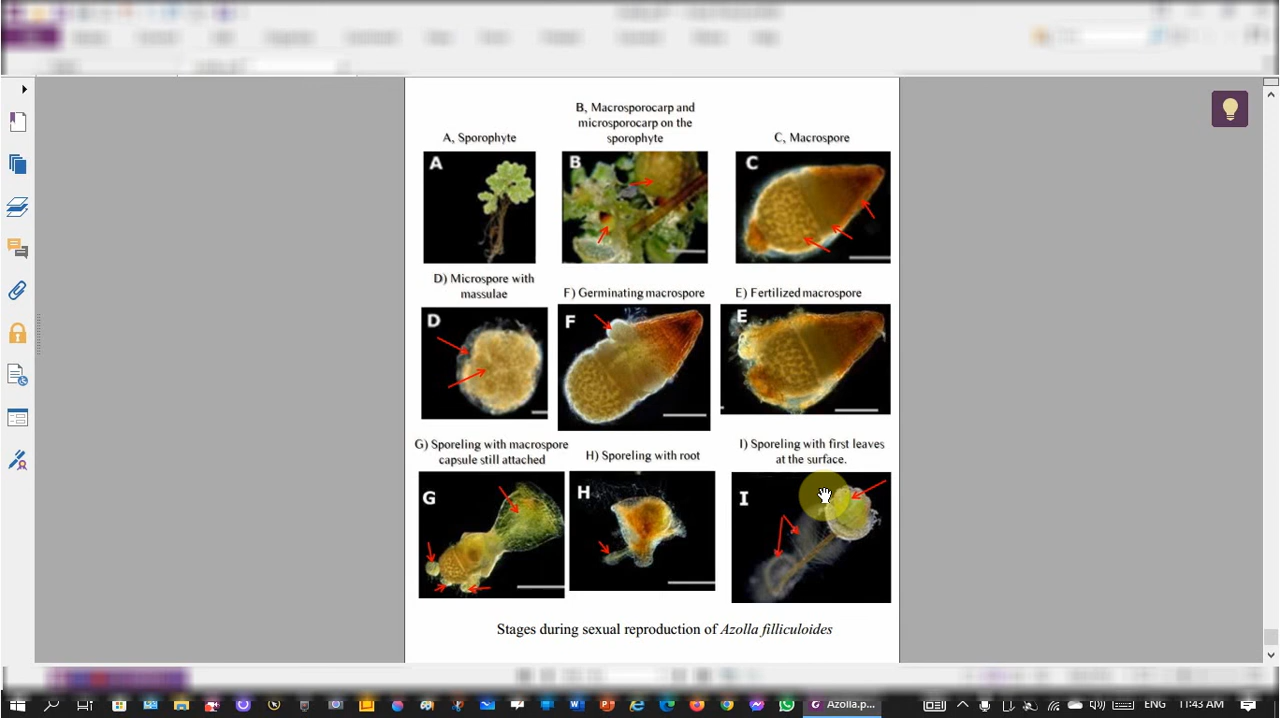 B, Macrosporocarp and
microsporocarp on the
sporophyte
A, Sporophyte
C, Macrospore
A
B
C
D) Microspore with
massulae
F) Germinating macrospore
E) Fertilized macrospore
D
F
E
G) Sporeling with macrospore
capsule still attached
H) Sporeling with root
I) Sporeling with first leaves
at the surface.
G
H
I
Stages during sexual reproduction of Azolla filliculoides
Azolla.p...
ENG
11:43 AM